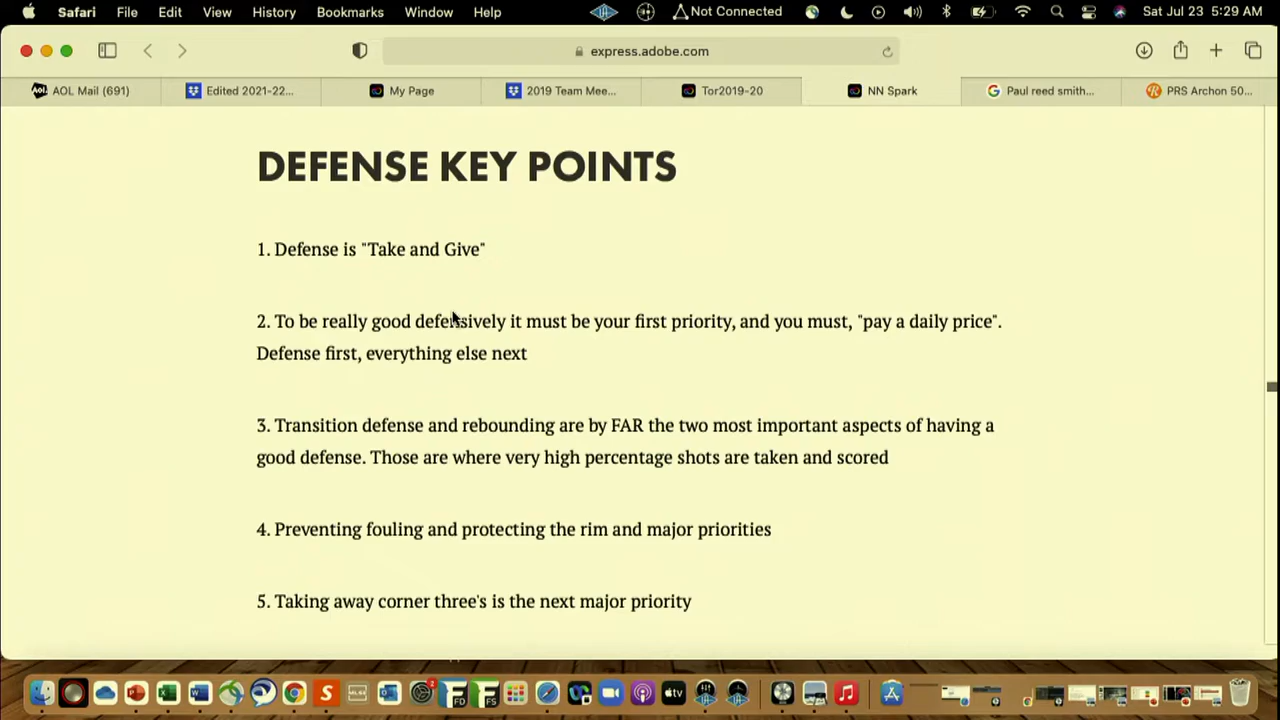 Safari File Edit View History Bookmarks Window Help Not Connected Sat Jul 23 5:29 AM
express.adobe.com
Aol. AOL Mail (691) Edited 2021-22... My Page 2019 Team Mee... Tor2019-20 NN Spark Paul reed smith... PRS Archon 50...
DEFENSE KEY POINTS
1. Defense is "Take and Give"
2. To be really good defensively it must be your first priority, and you must, "pay a daily price".
Defense first, everything else next
3. Transition defense and rebounding are by FAR the two most important aspects of having a
good defense. Those are where very high percentage shots are taken and scored
4. Preventing fouling and protecting the rim and major priorities
5. Taking away corner three's is the next major priority